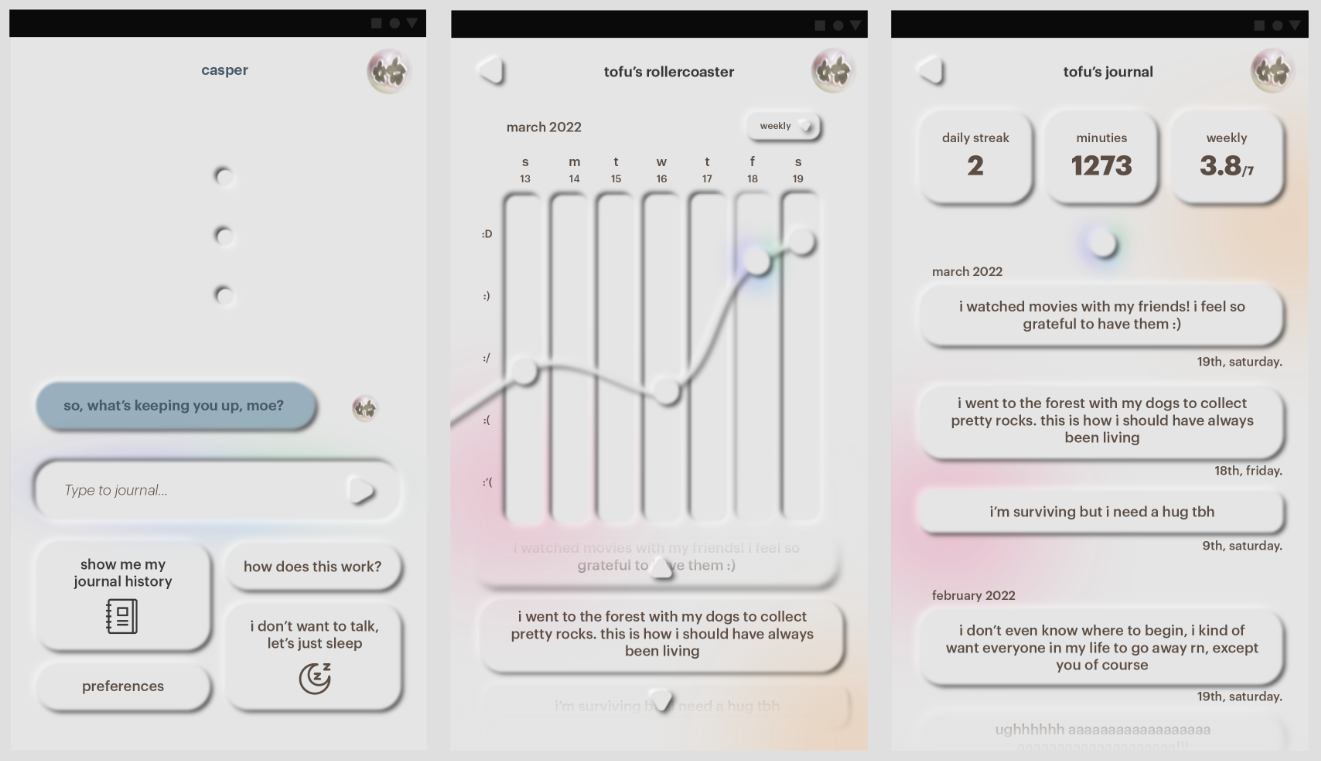 casper
so, what's keeping you up, moe?
Type to journal...
show me my
journal history
how does this work?
i don't want to talk,
let's just sleep
z
z
preferences
tofu's rollercoaster
march 2022
weekly
s m t w t f s
13 14 15 16 17 18 19
:D
:)
:/
:(
:'(
i watched movies with my friends! i feel so
grateful to ve them :)
i went to the forest with my dogs to collect
pretty rocks. this is how i should have always
been living
i'm surviving b need a hug tbh
tofu's journal
daily streak
2
minuties
1273
weekly
3.8/7
march 2022
i watched movies with my friends! i feel so
grateful to have them :)
19th, saturday.
i went to the forest with my dogs to collect
pretty rocks. this is how i should have always
been living
18th, friday.
i'm surviving but i need a hug tbh
9th, saturday.
february 2022
i don't even know where to begin, i kind of
want everyone in my life to go away rn, except
you of course
19th, saturday.
ughhhhhh aaaaaaaaaaaaaaaaaa